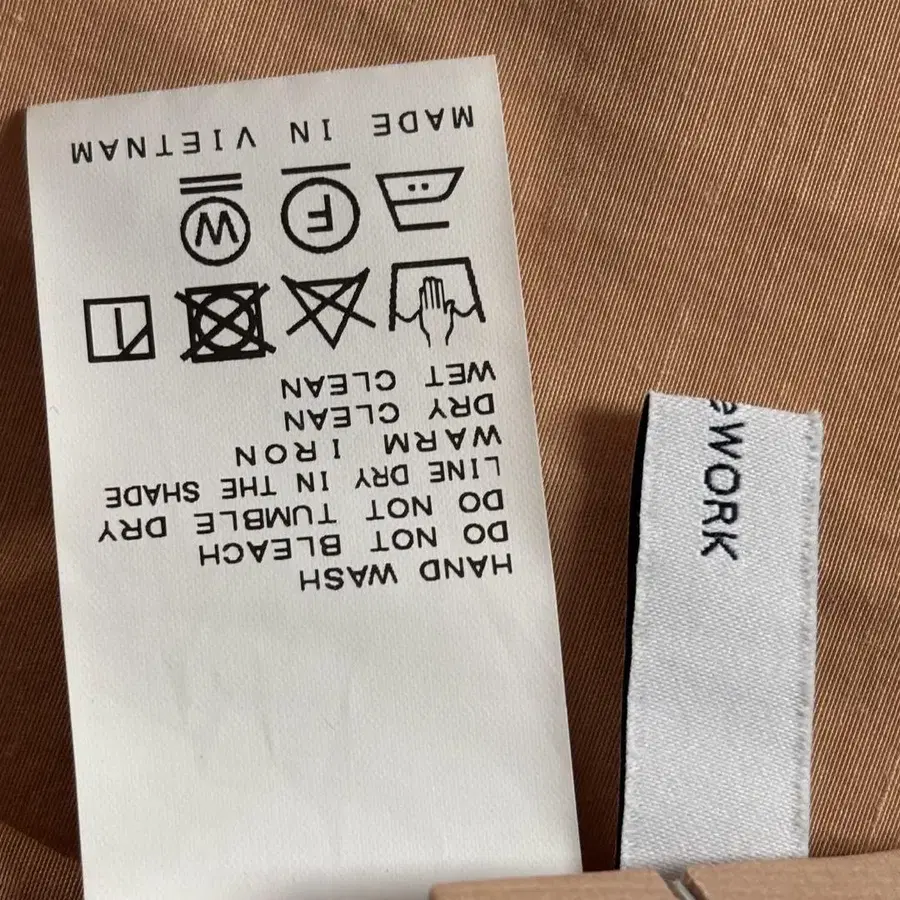 HAND WASH
DO NOT BLEACH
DO NOT TUMBLE DRY
LINE DRY IN THE SHADE
WARM IRON
DRY CLEAN
WET CLEAN
F
W
MADE IN VIETNAM
eWORK